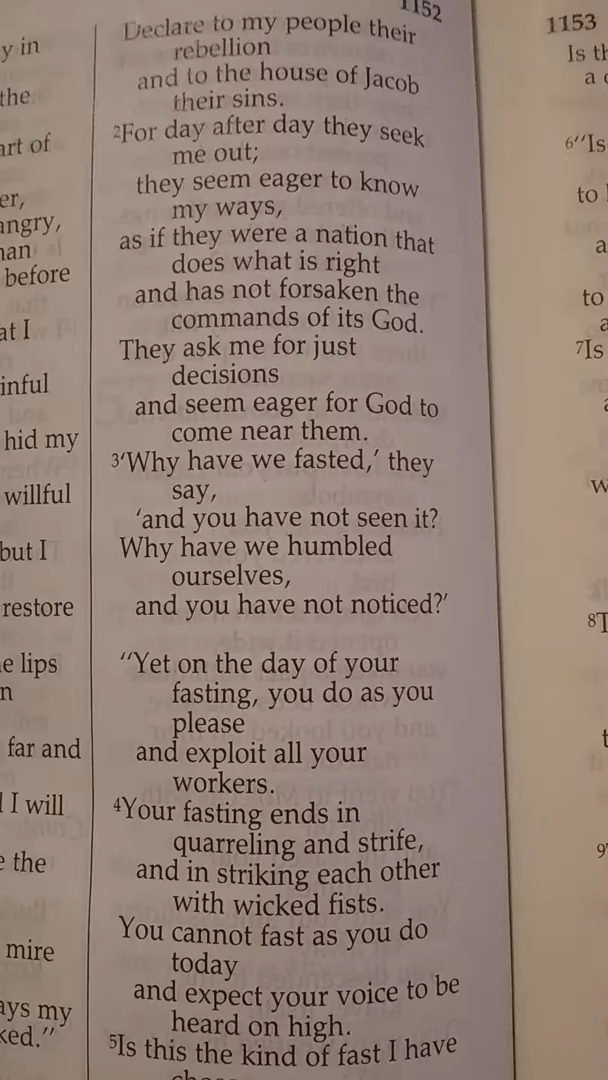 y in
the
art of
er,
angry,
before
at I
hid my
willful
but I
restore
lips
far and
I will
the
mire
my
1152
Declare to my people their
rebellion
and to the house of Jacob
their sins.
2For day after day they seek
me out;
they seem eager to know
my ways,
as if they were a nation that
does what is right
and has not forsaken the
commands of its God.
They ask me for just
decisions
and seem eager for God to
come near them.
3‘Why have we fasted,’ they
say,
‘and you have not seen it?
Why have we humbled
ourselves,
and you have not noticed?’
“Yet on the day of your
fasting, you do as you
please
and exploit all your
workers.
4Your fasting ends in
quarreling and strife,
and in striking each other
with wicked fists.
You cannot fast as you do
today
and expect your voice to be
heard on high.
5Is this the kind of fast I have
1153
Is
a
6“Is
to
a
to
7Is
8
9